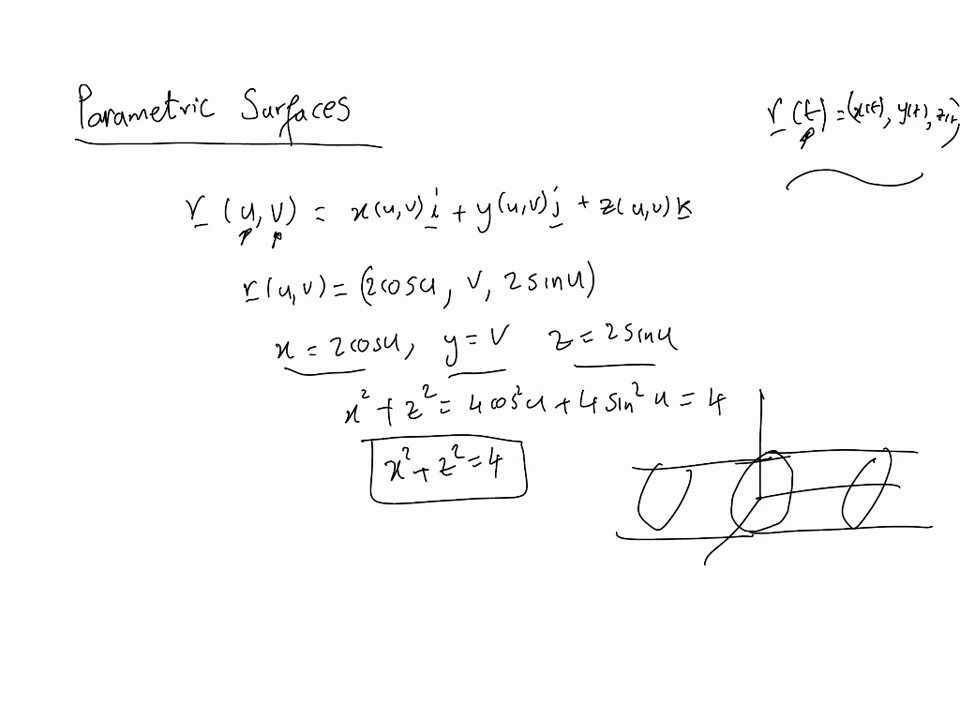 Parametric Surfaces
r(t) = (x(t), y(t), z(t)
r(u,v) = x(u,v)i + y(u,v)j + z(u,v)k
r(u,v) = (2cosu, v, 2sinu)
x = 2cosu, y = v z = 2sinu
x² + z² = 4cos²u + 4sin²u = 4
x² + z² = 4